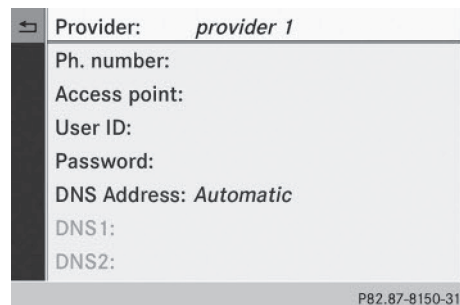 Provider: provider 1
Ph. number:
Access point:
User ID:
Password:
DNS Address: Automatic
DNS1:
DNS2:
P82.87-8150-31